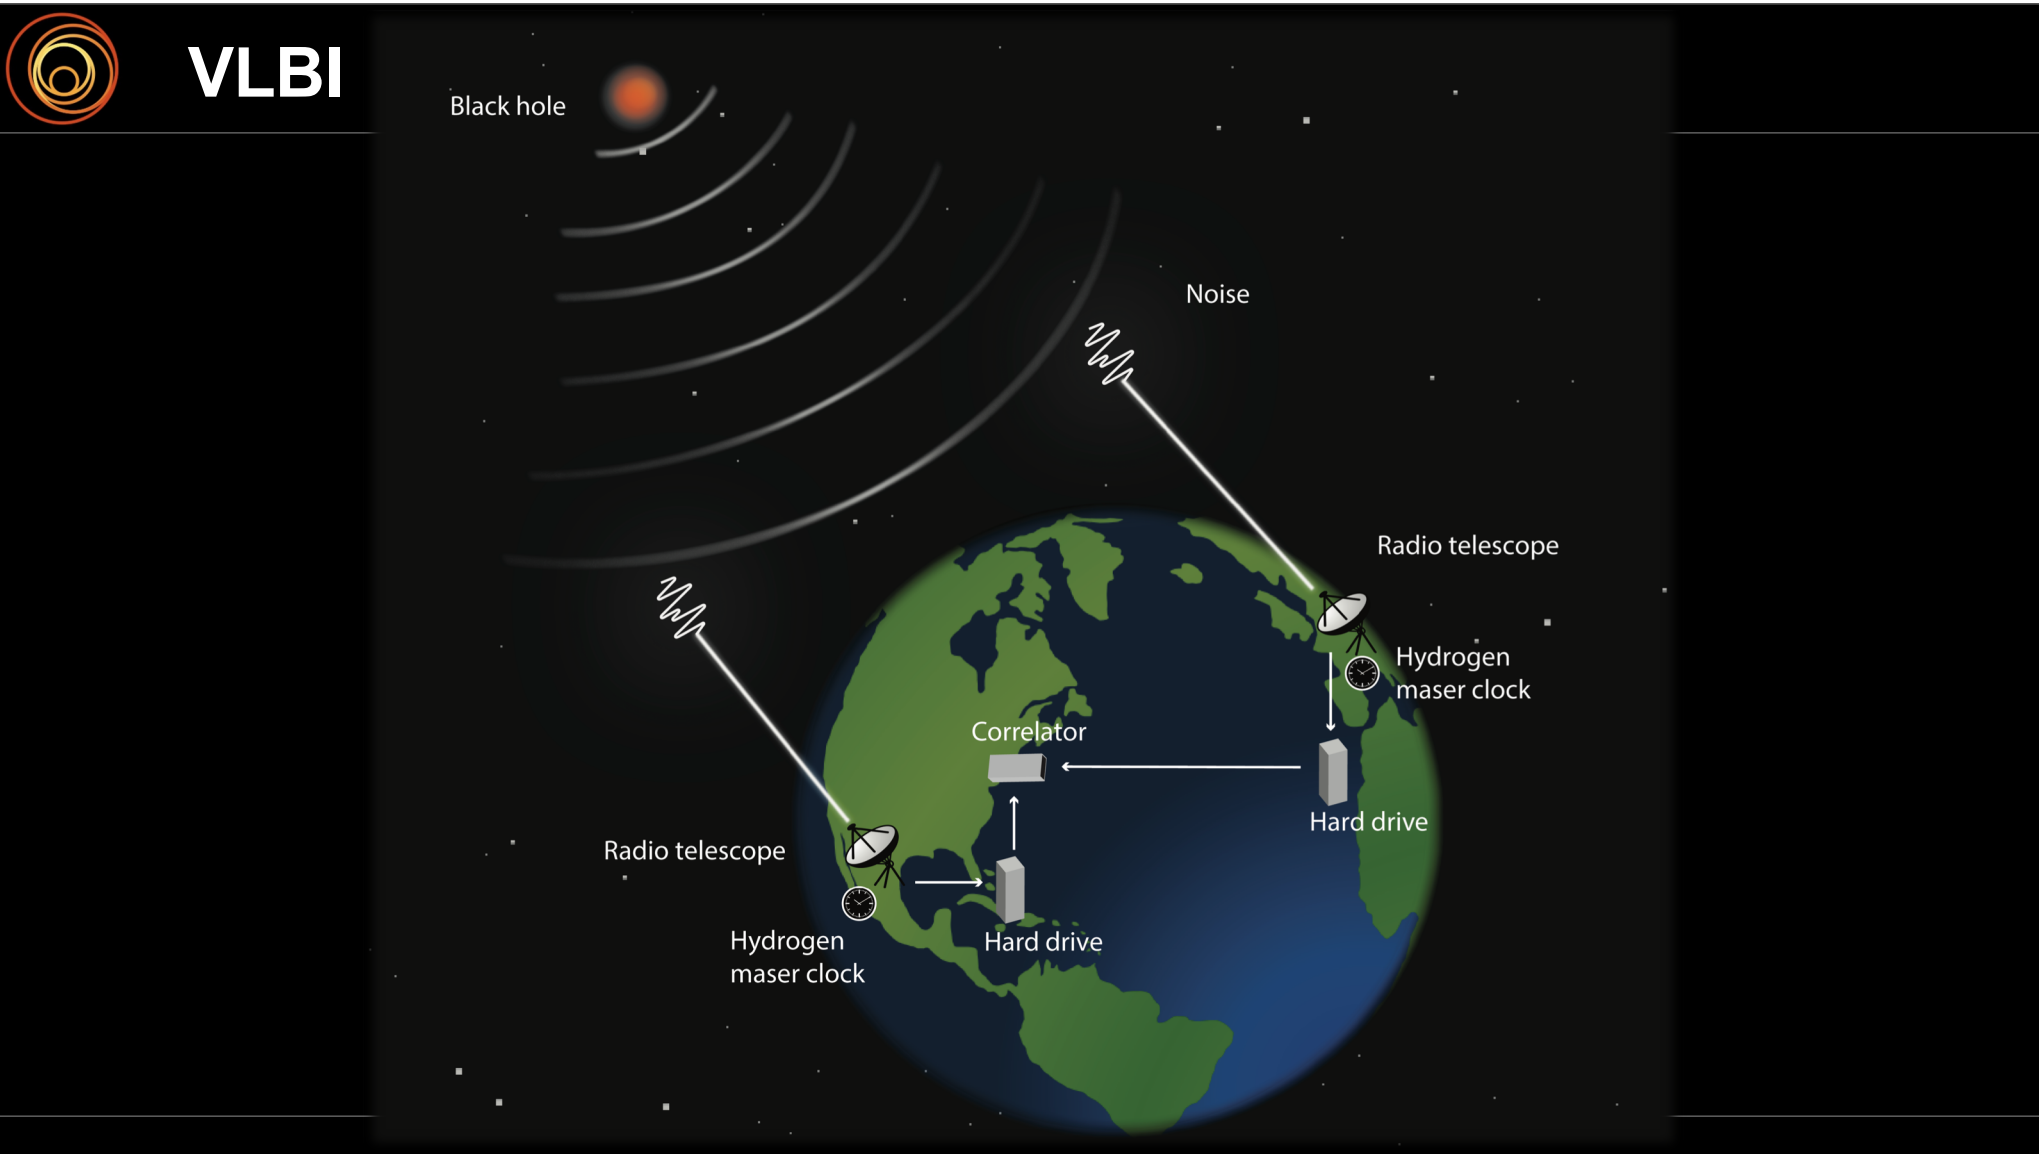 VLBI
Black hole
Noise
Radio telescope
Hydrogen
maser clock
Correlator
Hard drive
Radio telescope
Hydrogen
maser clock
Hard drive